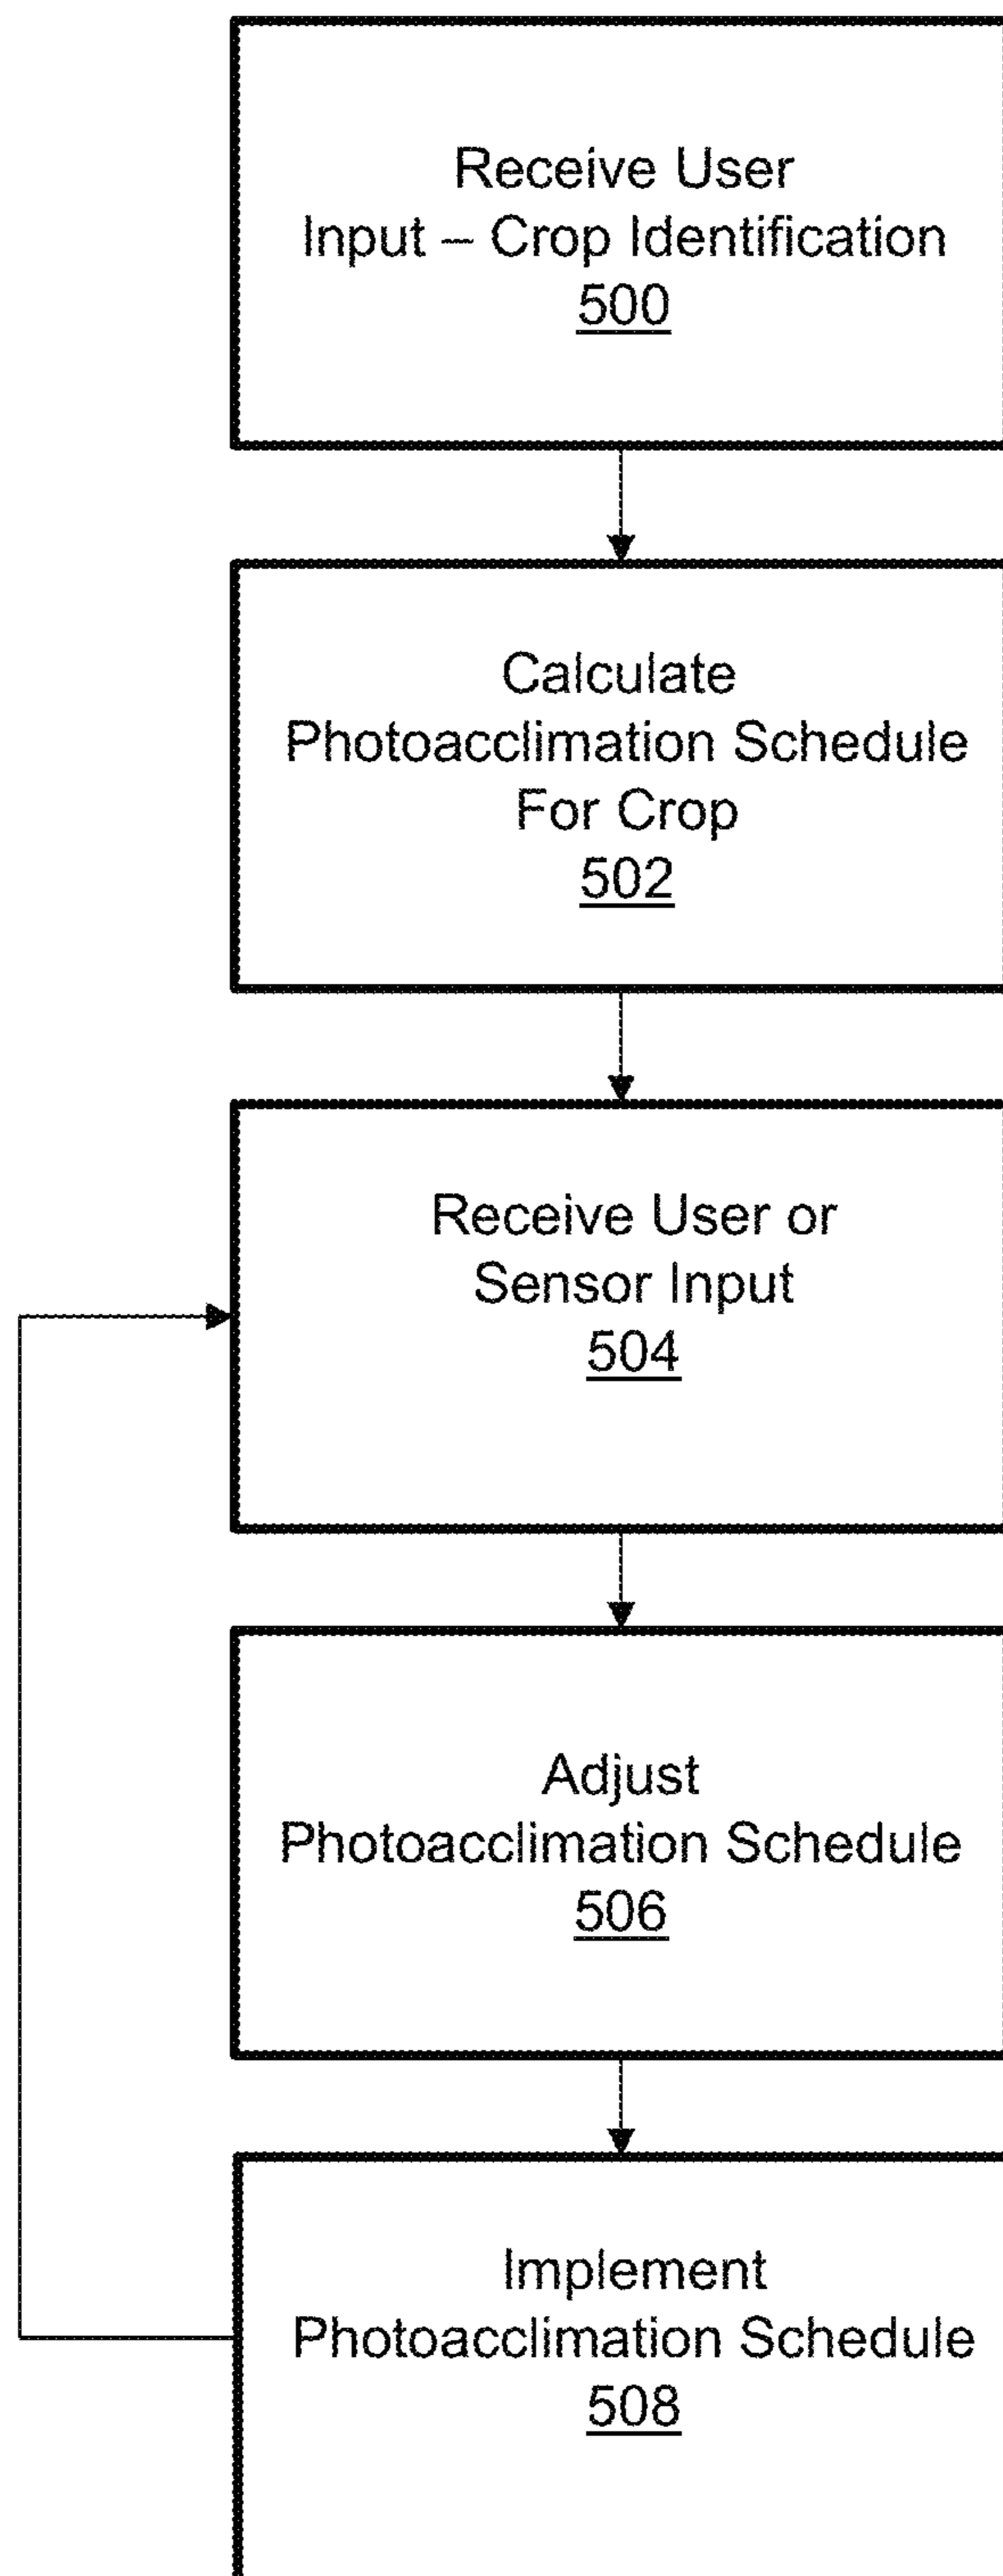 Receive User
Input – Crop Identification
500
Calculate
Photoacclimation Schedule
For Crop
502
Receive User or
Sensor Input
504
Adjust
Photoacclimation Schedule
506
Implement
Photoacclimation Schedule
508